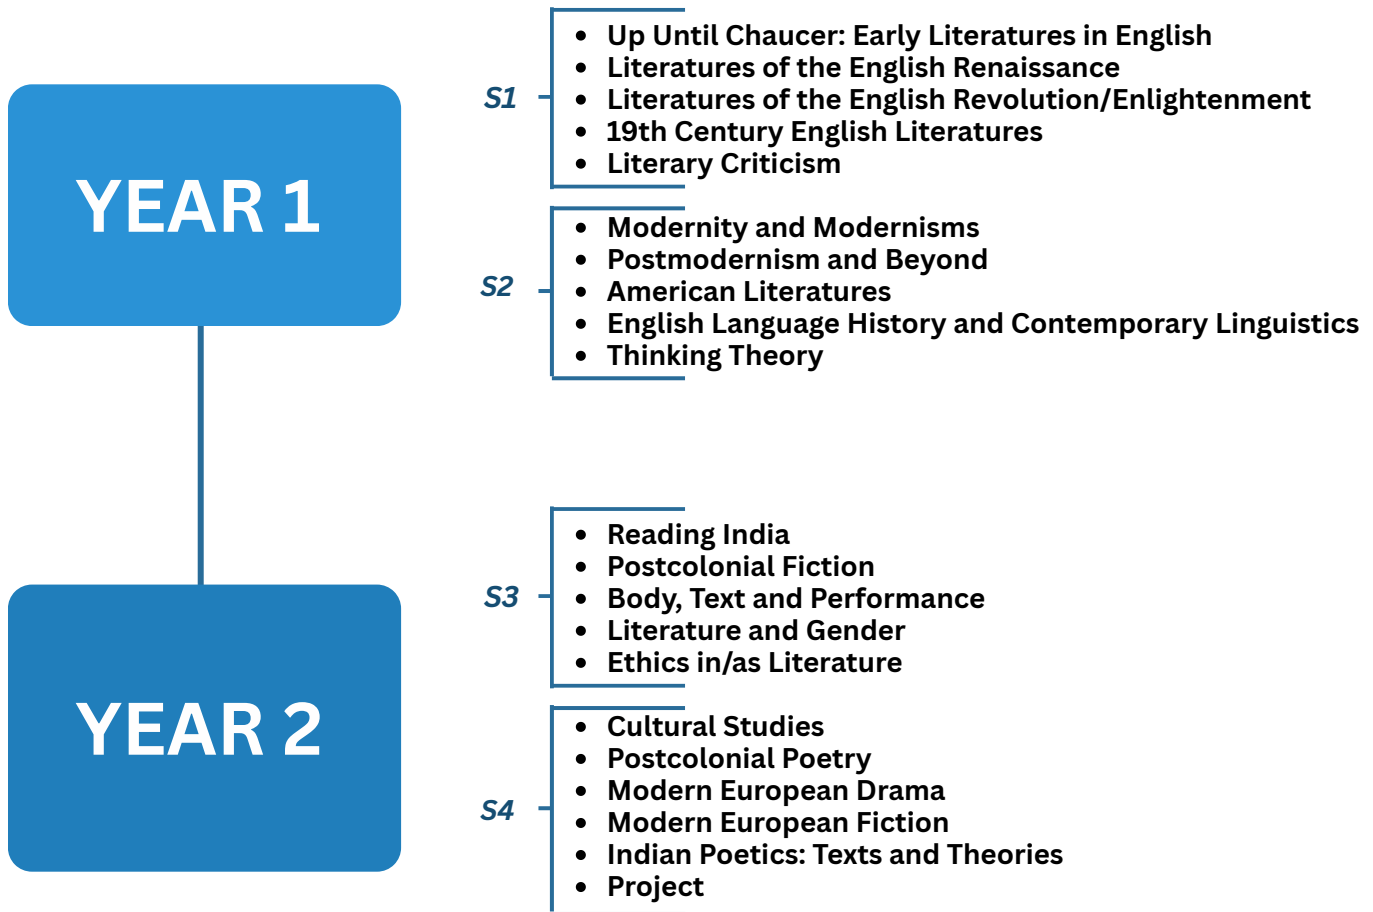 YEAR 1
S1
• Up Until Chaucer: Early Literatures in English
• Literatures of the English Renaissance
• Literatures of the English Revolution/Enlightenment
• 19th Century English Literatures
• Literary Criticism
S2
• Modernity and Modernisms
• Postmodernism and Beyond
• American Literatures
• English Language History and Contemporary Linguistics
• Thinking Theory
YEAR 2
S3
• Reading India
• Postcolonial Fiction
• Body, Text and Performance
• Literature and Gender
• Ethics in/as Literature
S4
• Cultural Studies
• Postcolonial Poetry
• Modern European Drama
• Modern European Fiction
• Indian Poetics: Texts and Theories
• Project